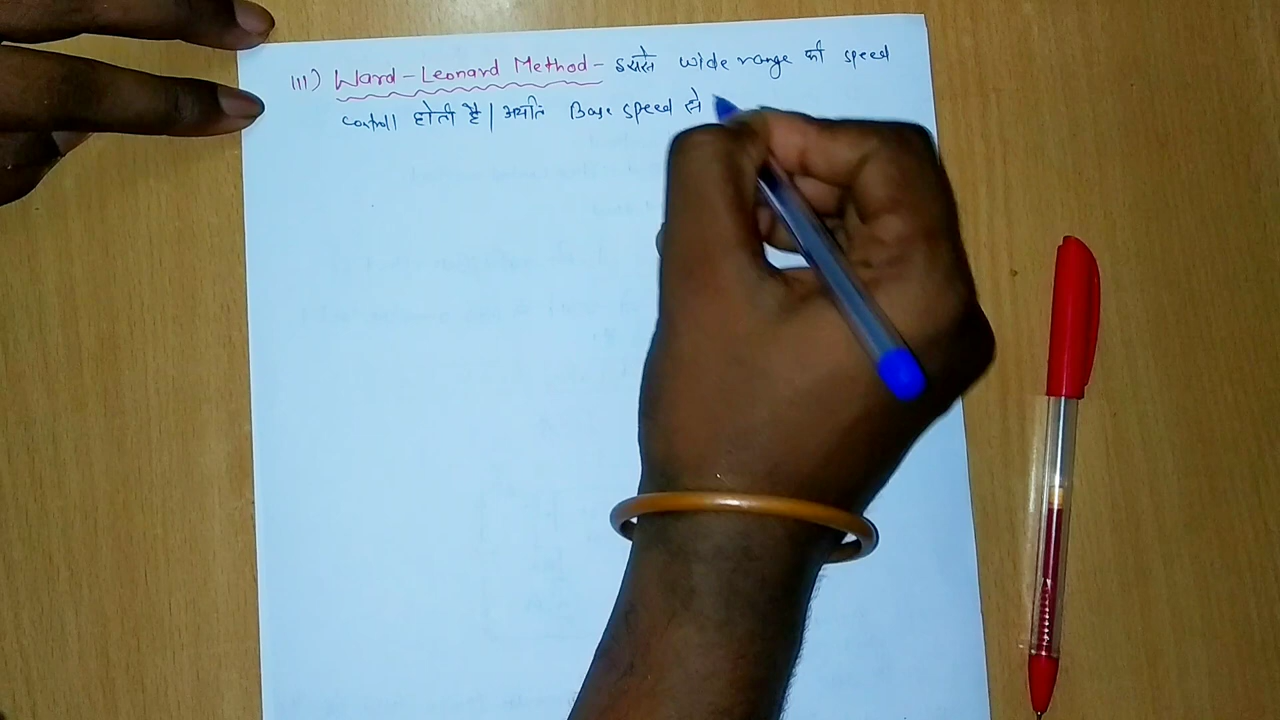 III) Ward-Leonard Method - इससे wide range की speed
control होती है | अर्थात Base speed से